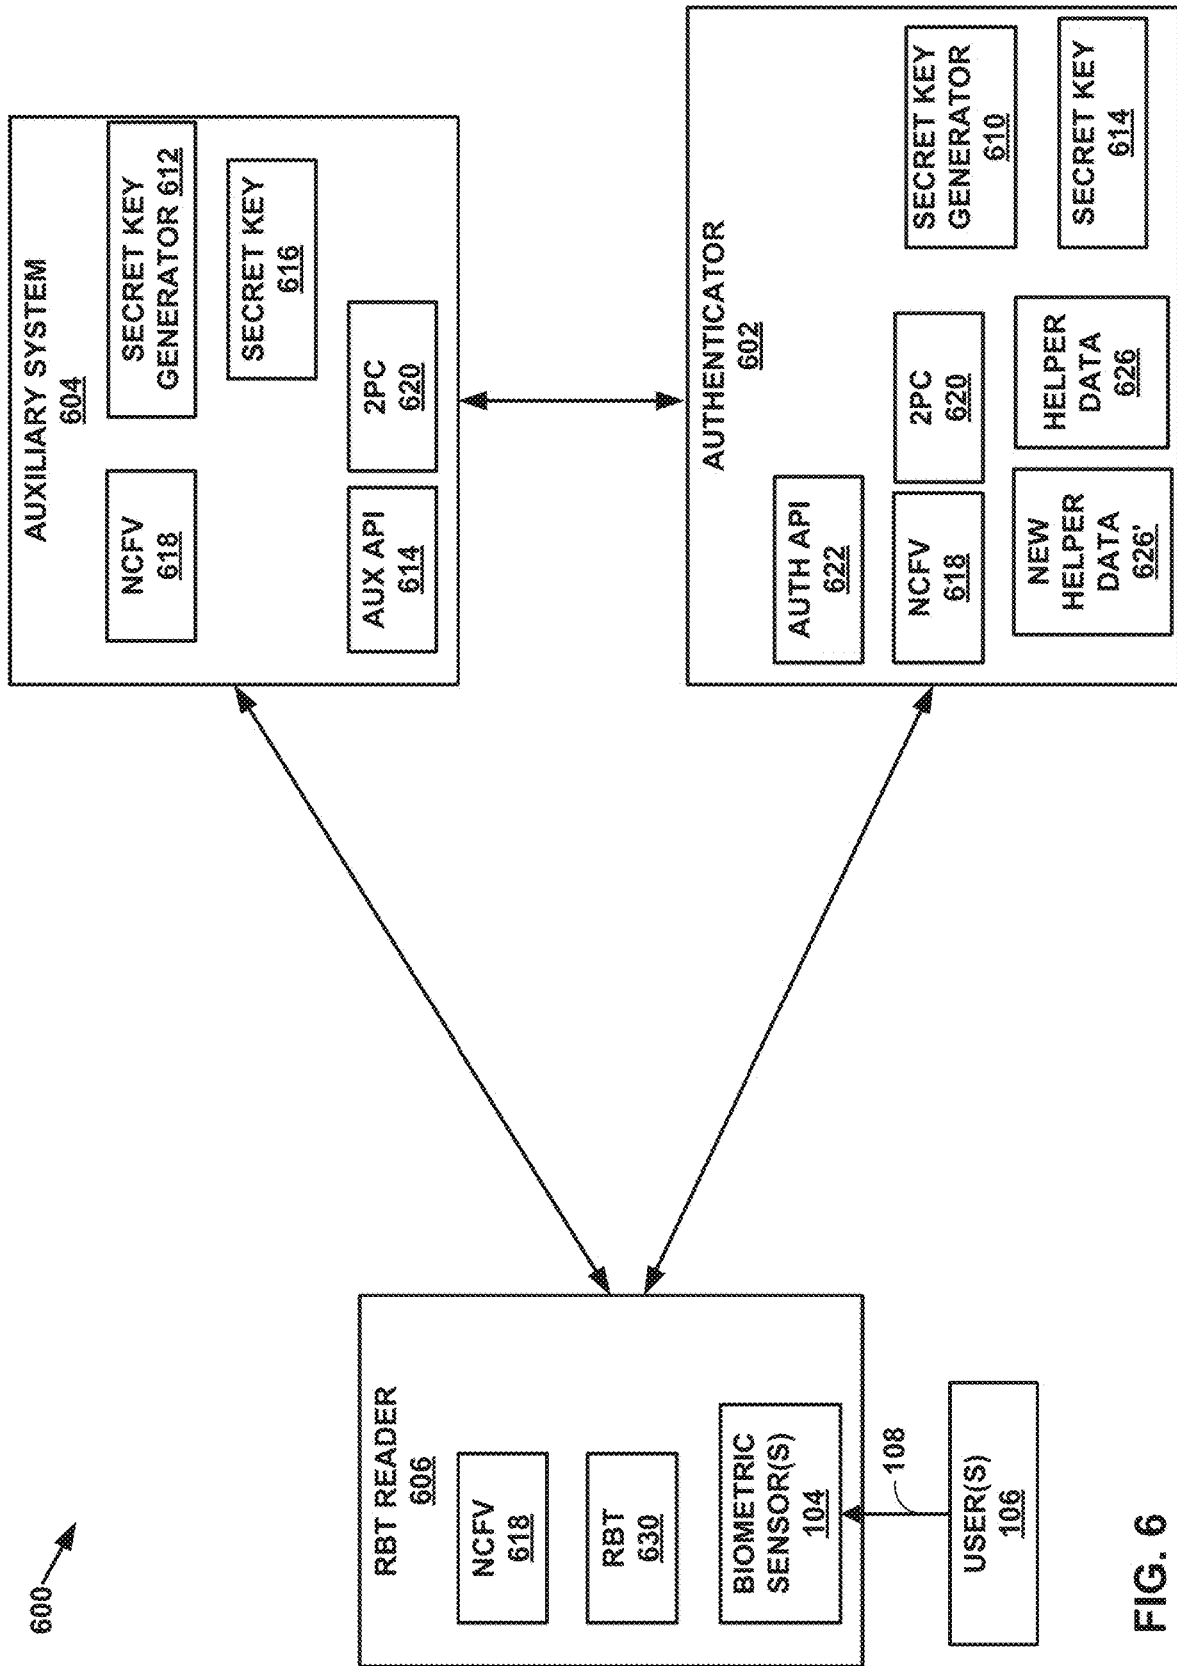 600
AUXILIARY SYSTEM
604
NCFV
618
SECRET KEY
GENERATOR 612
SECRET KEY
616
AUX API
614
2PC
620
RBT READER
606
NCFV
618
RBT
630
BIOMETRIC
SENSOR(S)
104
108
USER(S)
106
AUTHENTICATOR
602
AUTH API
622
NCFV
618
2PC
620
SECRET KEY
GENERATOR
610
NEW
HELPER
DATA
626'
HELPER
DATA
626
SECRET KEY
614
FIG. 6